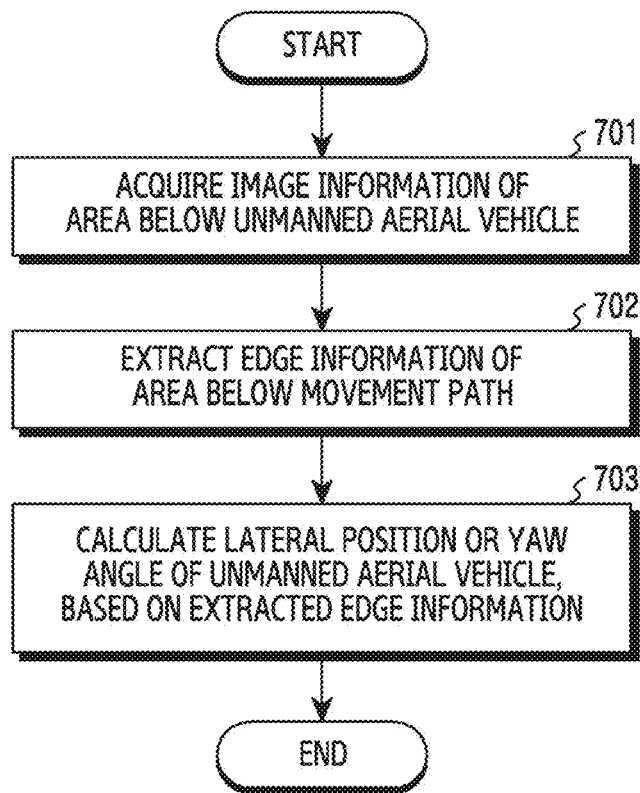 START
701
ACQUIRE IMAGE INFORMATION OF
AREA BELOW UNMANNED AERIAL VEHICLE
702
EXTRACT EDGE INFORMATION OF
AREA BELOW MOVEMENT PATH
703
CALCULATE LATERAL POSITION OR YAW
ANGLE OF UNMANNED AERIAL VEHICLE,
BASED ON EXTRACTED EDGE INFORMATION
END